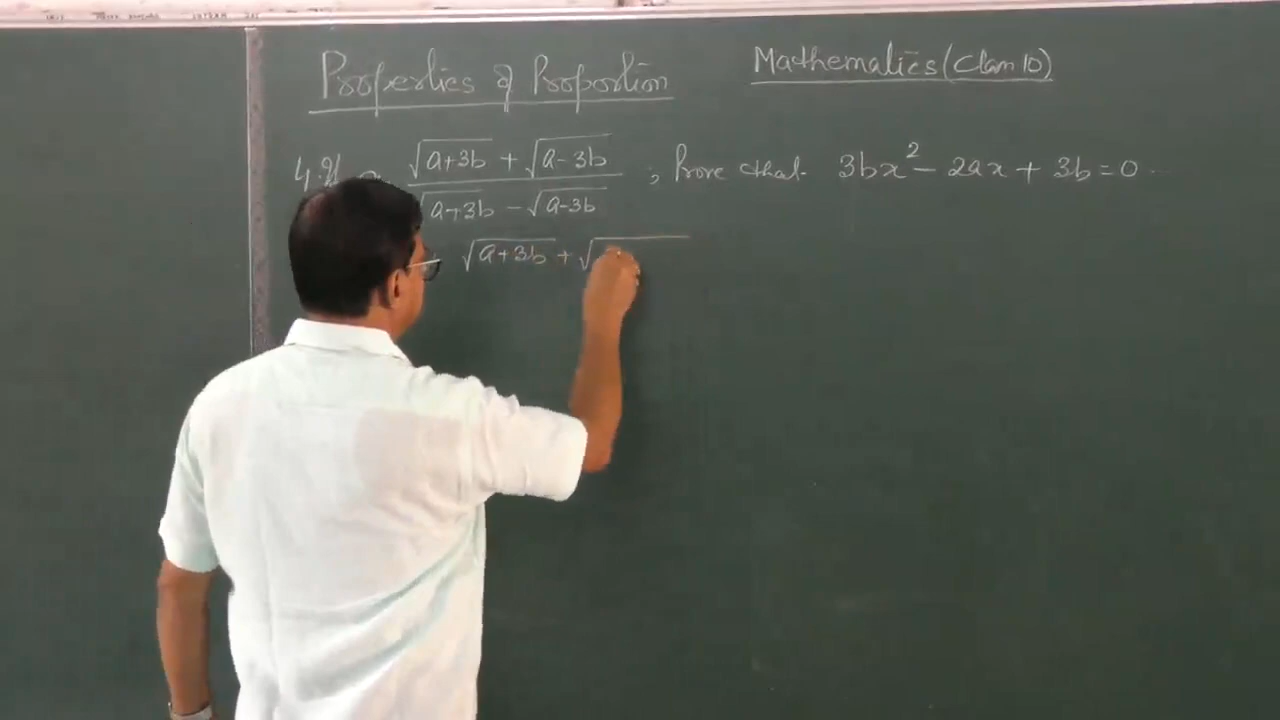 Properties of Proportion
Mathematics (Class 10)
4. If x = (√(a+3b) + √(a-3b)) / (√(a+3b) - √(a-3b)) , Prove that 3bx² - 2ax + 3b = 0
√(a+3b) + √